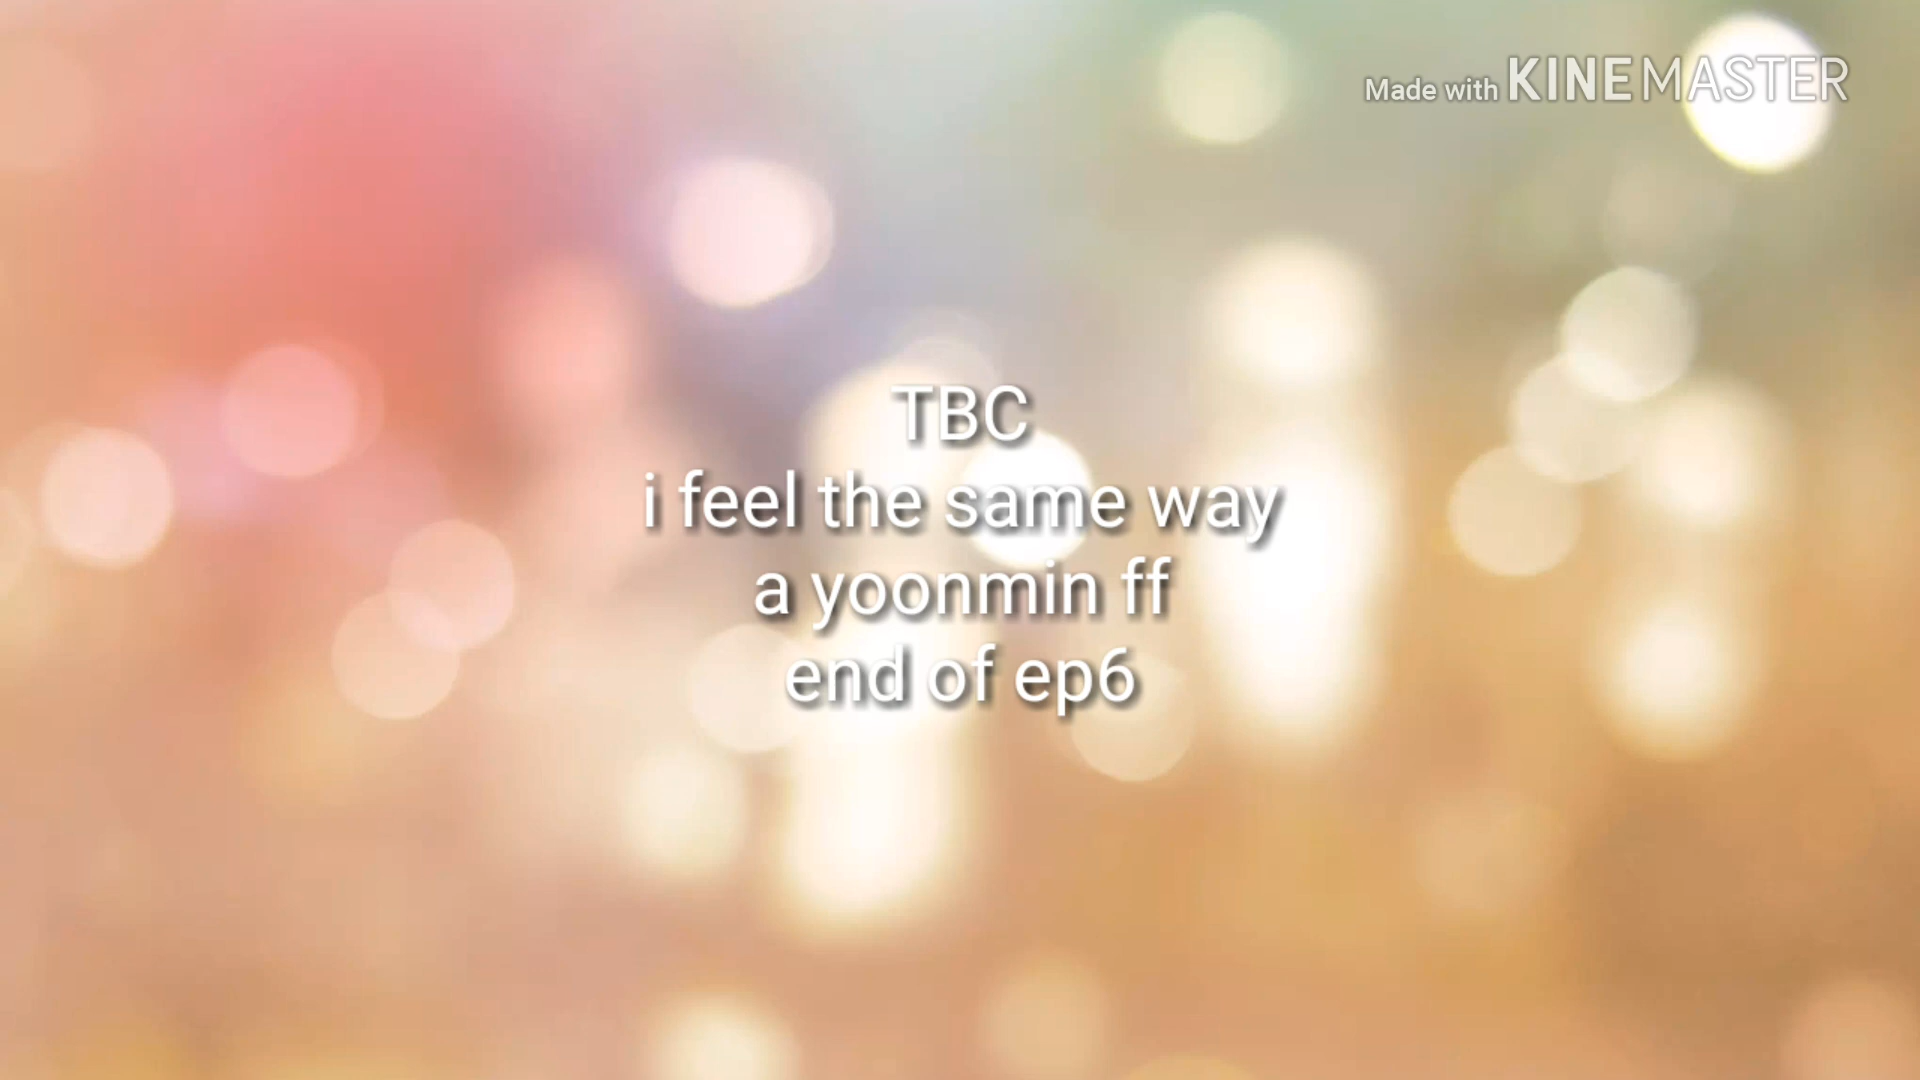 Made with KINEMASTER
TBC
i feel the same way
a yoonmin ff
end of ep6